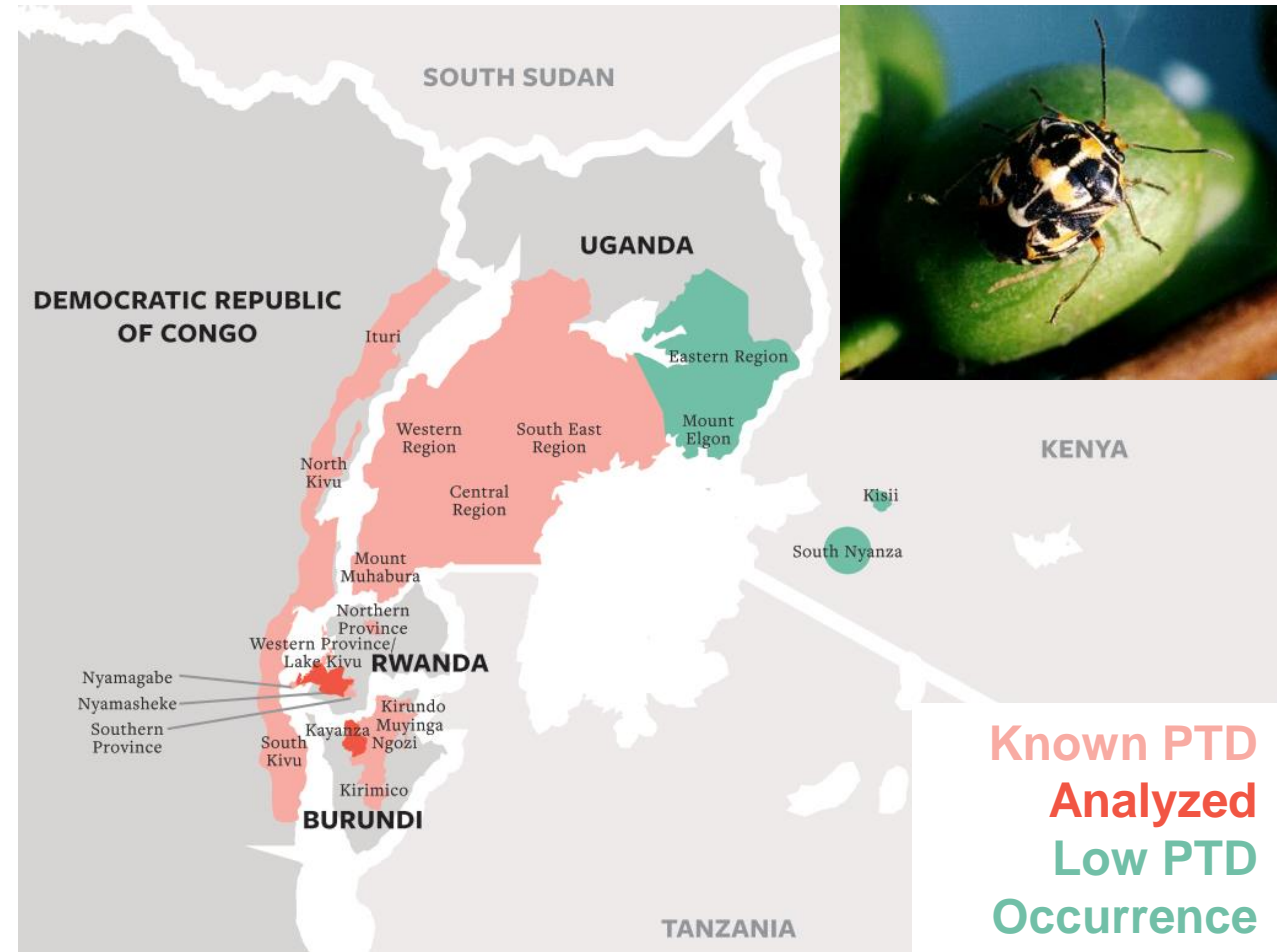 SOUTH SUDAN
UGANDA
DEMOCRATIC REPUBLIC
OF CONGO
Ituri
Eastern Region
Western
Region
South East
Region
Mount
Elgon
KENYA
North
Kivu
Central
Region
Kisii
South Nyanza
Mount
Muhabura
Northern
Province
Western Province/
Lake Kivu
RWANDA
Nyamagabe
Nyamasheke
Southern
Province
Kirundo
Kayanza
Muyinga
Ngozi
South
Kivu
Kirimico
BURUNDI
TANZANIA
Known PTD
Analyzed
Low PTD
Occurrence